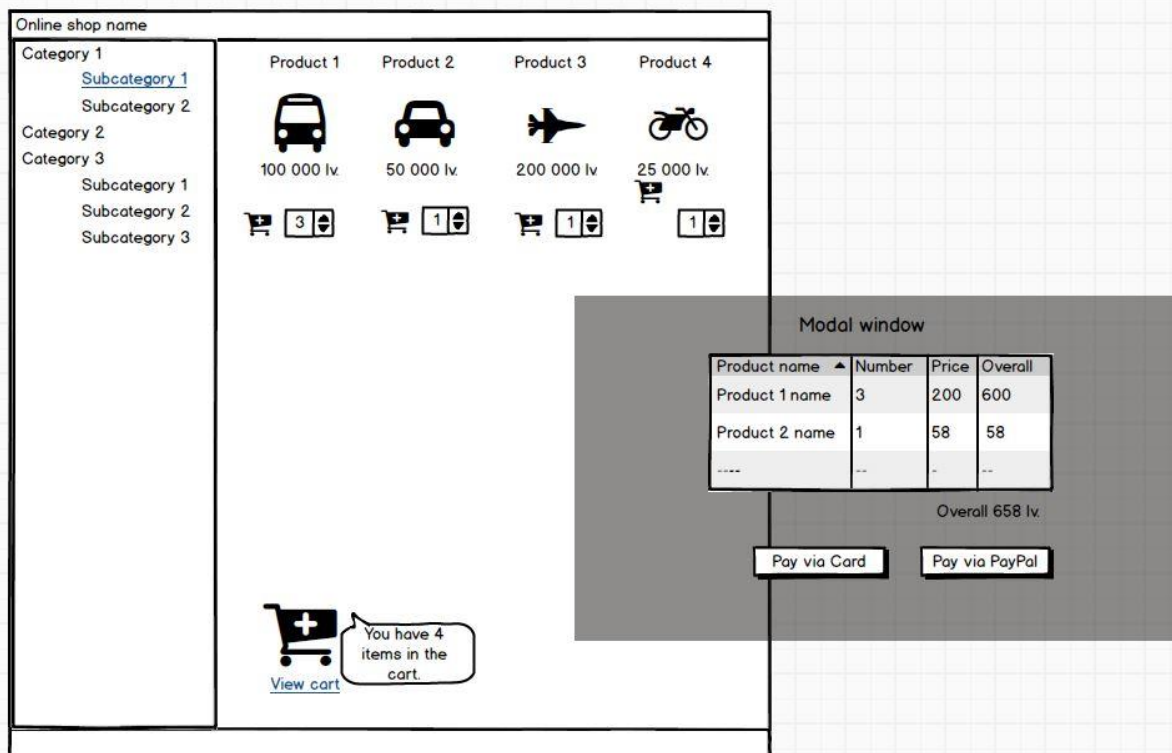 Online shop name
Category 1
Subcategory 1
Subcategory 2
Category 2
Category 3
Subcategory 1
Subcategory 2
Subcategory 3
Product 1 Product 2 Product 3 Product 4
100 000 lv. 50 000 lv. 200 000 lv 25 000 lv.
3 1 1 1
Modal window
Product name Number Price Overall
Product 1 name 3 200 600
Product 2 name 1 58 58
---- -- - --
Overall 658 lv.
Pay via Card Pay via PayPal
You have 4
items in the
cart.
View cart